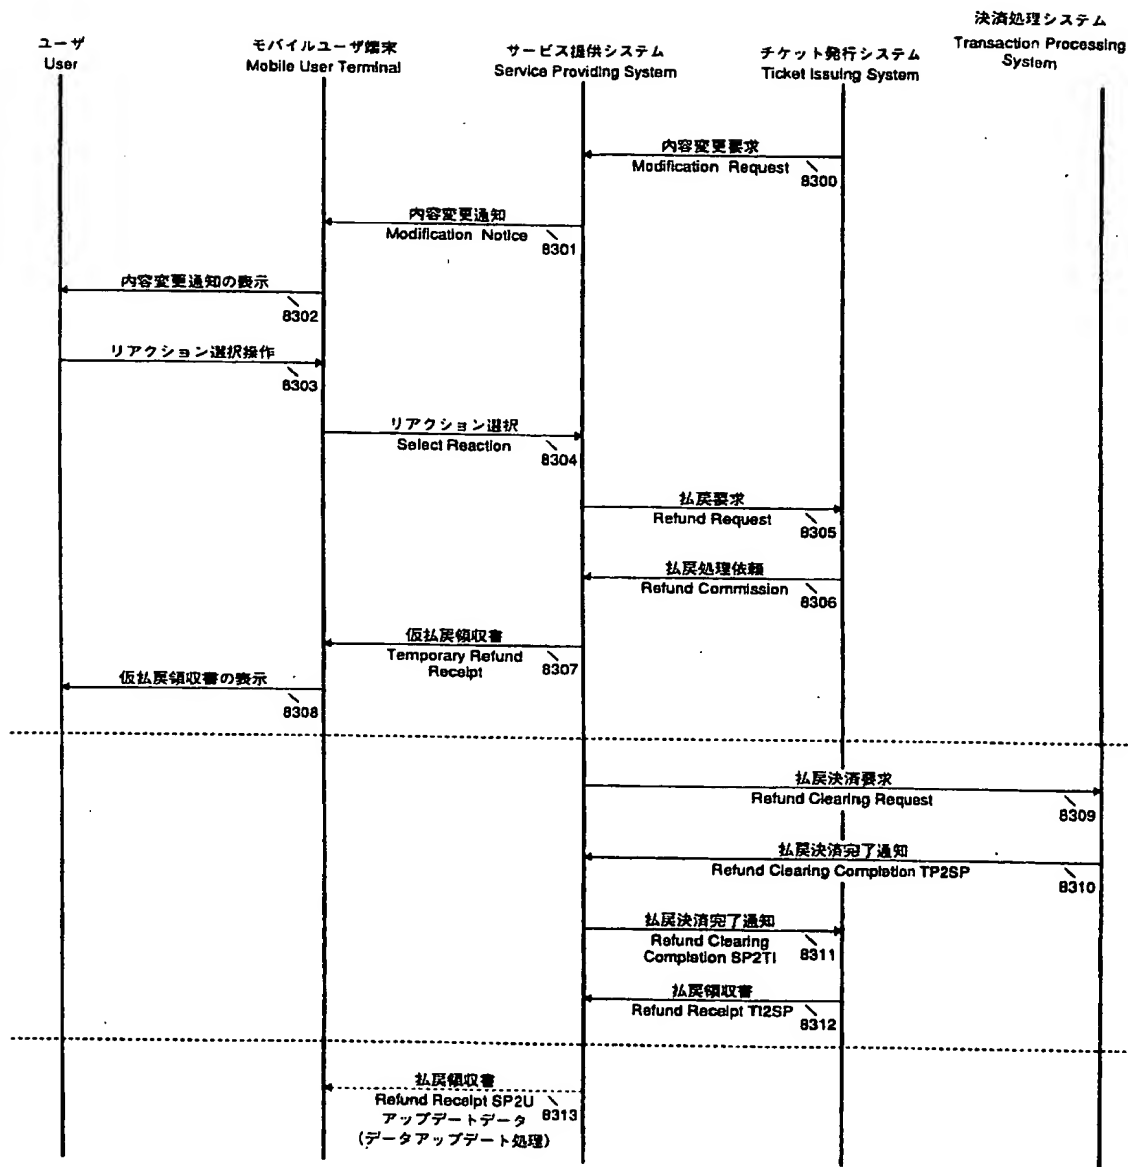 決済処理システム
Transaction Processing
System
ユーザ
User
モバイルユーザ端末
Mobile User Terminal
サービス提供システム
Service Providing System
チケット発行システム
Ticket Issuing System
内容変更要求
Modification Request
8300
内容変更通知
Modification Notice
8301
内容変更通知の表示
8302
リアクション選択操作
8303
リアクション選択
Select Reaction
8304
払戻要求
Refund Request
8305
払戻処理依頼
Refund Commission
8306
仮払戻領収書
Temporary Refund
Receipt
8307
仮払戻領収書の表示
8308
払戻決済要求
Refund Clearing Request
8309
払戻決済完了通知
Refund Clearing Completion TP2SP
8310
払戻決済完了通知
Refund Clearing
Completion SP2TI
8311
払戻領収書
Refund Receipt TI2SP
8312
払戻領収書
Refund Receipt SP2U
8313
アップデートデータ
(データアップデート処理)